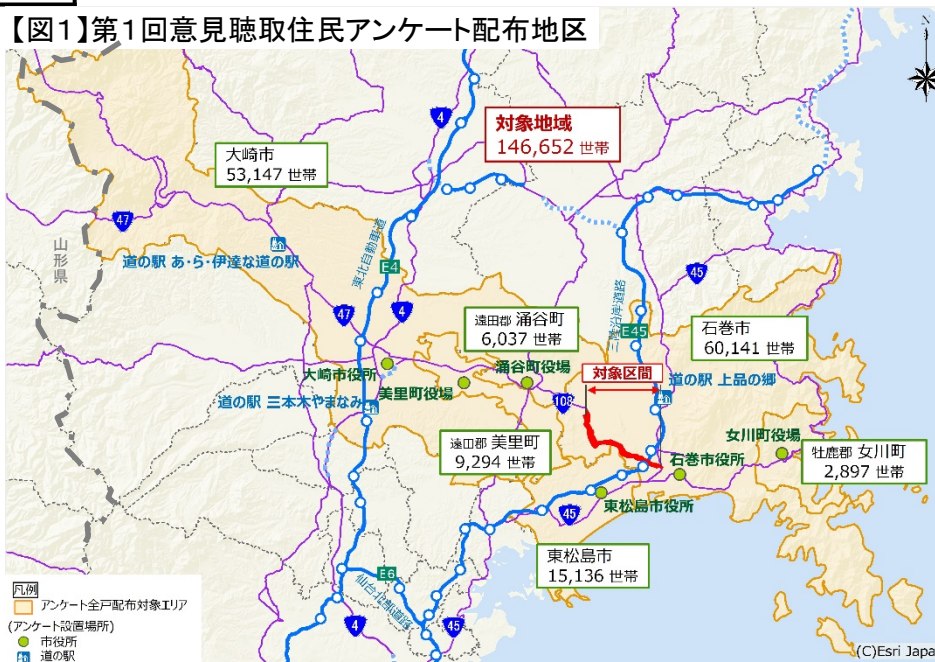 【図1】第1回意見聴取住民アンケート配布地区
N
4
対象地域
146,652 世帯
大崎市
53,147 世帯
47
道の駅 あ・ら・伊達な道の駅
山形県
東北自動車道
E4
45
47
4
遠田郡 涌谷町
6,037 世帯
三陸沿岸道路
E45
石巻市
60,141 世帯
対象区間
道の駅 上品の郷
大崎市役所
涌谷町役場
美里町役場
道の駅 三本木やまなみ
108
遠田郡 美里町
9,294 世帯
女川町役場
牡鹿郡 女川町
2,897 世帯
石巻市役所
東松島市役所
45
東松島市
15,136 世帯
E6
仙台北部道路
4
45
凡例
アンケート全戸配布対象エリア
(アンケート設置場所)
市役所
道の駅
(C)Esri Japa